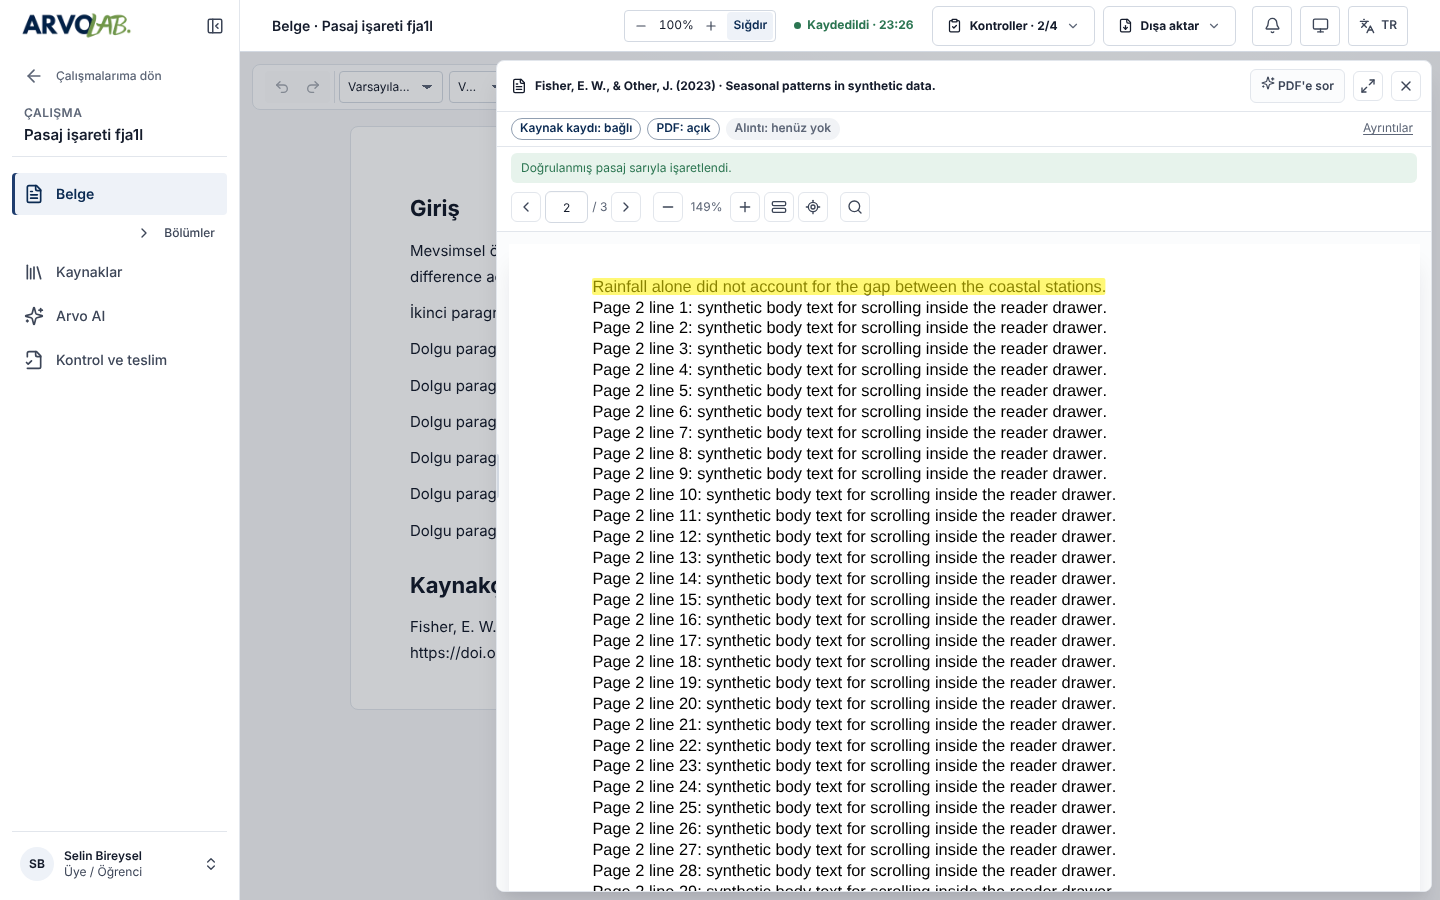 ARVOLAB.
Çalışmalarıma dön
ÇALIŞMA
Pasaj işareti fja1l
Belge
Bölümler
Kaynaklar
Arvo AI
Kontrol ve teslim
SB
Selin Bireysel
Üye / Öğrenci
Belge · Pasaj işareti fja1l
100%
Sığdır
Kaydedildi · 23:26
Kontroller · 2/4
Dışa aktar
TR
Varsayıla...
V...
Giriş
Mevsimsel
difference
İkinci
Dolgu
Dolgu
Dolgu
Dolgu
Dolgu
Dolgu
Fisher, E. W.
Fisher, E. W., & Other, J. (2023) · Seasonal patterns in synthetic data.
PDF'e sor
Kaynak kaydı: bağlı
PDF: açık
Alıntı: henüz yok
Ayrıntılar
Doğrulanmış pasaj sarıyla işaretlendi.
2 / 3
149%
Rainfall alone did not account for the gap between the coastal stations.
Page 2 line 1: synthetic body text for scrolling inside the reader drawer.
Page 2 line 2: synthetic body text for scrolling inside the reader drawer.
Page 2 line 3: synthetic body text for scrolling inside the reader drawer.
Page 2 line 4: synthetic body text for scrolling inside the reader drawer.
Page 2 line 5: synthetic body text for scrolling inside the reader drawer.
Page 2 line 6: synthetic body text for scrolling inside the reader drawer.
Page 2 line 7: synthetic body text for scrolling inside the reader drawer.
Page 2 line 8: synthetic body text for scrolling inside the reader drawer.
Page 2 line 9: synthetic body text for scrolling inside the reader drawer.
Page 2 line 10: synthetic body text for scrolling inside the reader drawer.
Page 2 line 11: synthetic body text for scrolling inside the reader drawer.
Page 2 line 12: synthetic body text for scrolling inside the reader drawer.
Page 2 line 13: synthetic body text for scrolling inside the reader drawer.
Page 2 line 14: synthetic body text for scrolling inside the reader drawer.
Page 2 line 15: synthetic body text for scrolling inside the reader drawer.
Page 2 line 16: synthetic body text for scrolling inside the reader drawer.
Page 2 line 17: synthetic body text for scrolling inside the reader drawer.
Page 2 line 18: synthetic body text for scrolling inside the reader drawer.
Page 2 line 19: synthetic body text for scrolling inside the reader drawer.
Page 2 line 20: synthetic body text for scrolling inside the reader drawer.
Page 2 line 21: synthetic body text for scrolling inside the reader drawer.
Page 2 line 22: synthetic body text for scrolling inside the reader drawer.
Page 2 line 23: synthetic body text for scrolling inside the reader drawer.
Page 2 line 24: synthetic body text for scrolling inside the reader drawer.
Page 2 line 25: synthetic body text for scrolling inside the reader drawer.
Page 2 line 26: synthetic body text for scrolling inside the reader drawer.
Page 2 line 27: synthetic body text for scrolling inside the reader drawer.
Page 2 line 28: synthetic body text for scrolling inside the reader drawer.
Page 2 line 29: synthetic body text for scrolling inside the reader drawer.